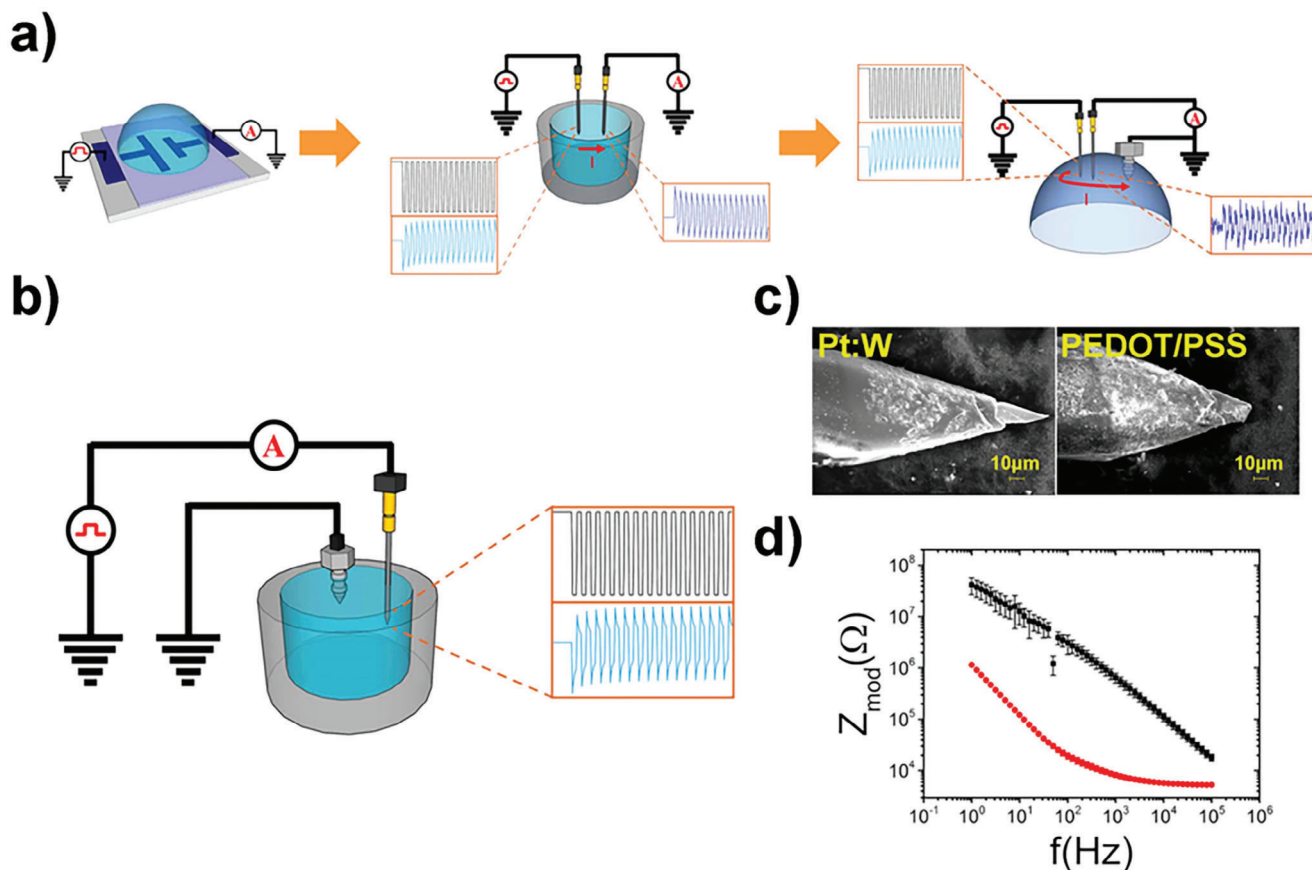 a)
A
A
I
A
I
b)
A
c)
Pt:W
PEDOT/PSS
10µm
10µm
d)
10⁸
10⁷
10⁶
10⁵
10⁴
Z_mod(Ω)
10⁻¹ 10⁰ 10¹ 10² 10³ 10⁴ 10⁵ 10⁶
f(Hz)